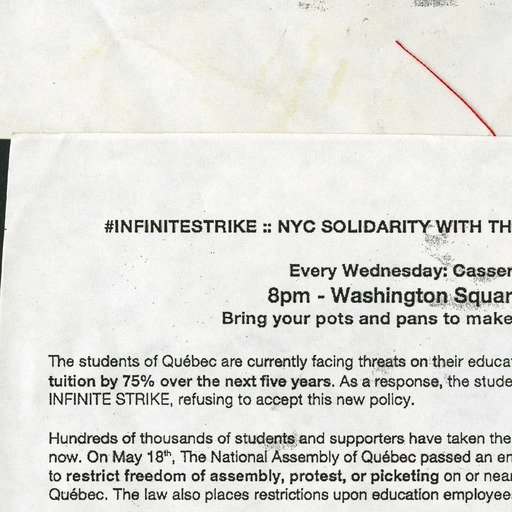 #INFINITESTRIKE :: NYC SOLIDARITY WITH TH
Every Wednesday: Casser
8pm - Washington Squar
Bring your pots and pans to make
The students of Québec are currently facing threats on their educa
tuition by 75% over the next five years. As a response, the stude
INFINITE STRIKE, refusing to accept this new policy.
Hundreds of thousands of students and supporters have taken the
now. On May 18th, The National Assembly of Québec passed an en
to restrict freedom of assembly, protest, or picketing on or near
Québec. The law also places restrictions upon education employee